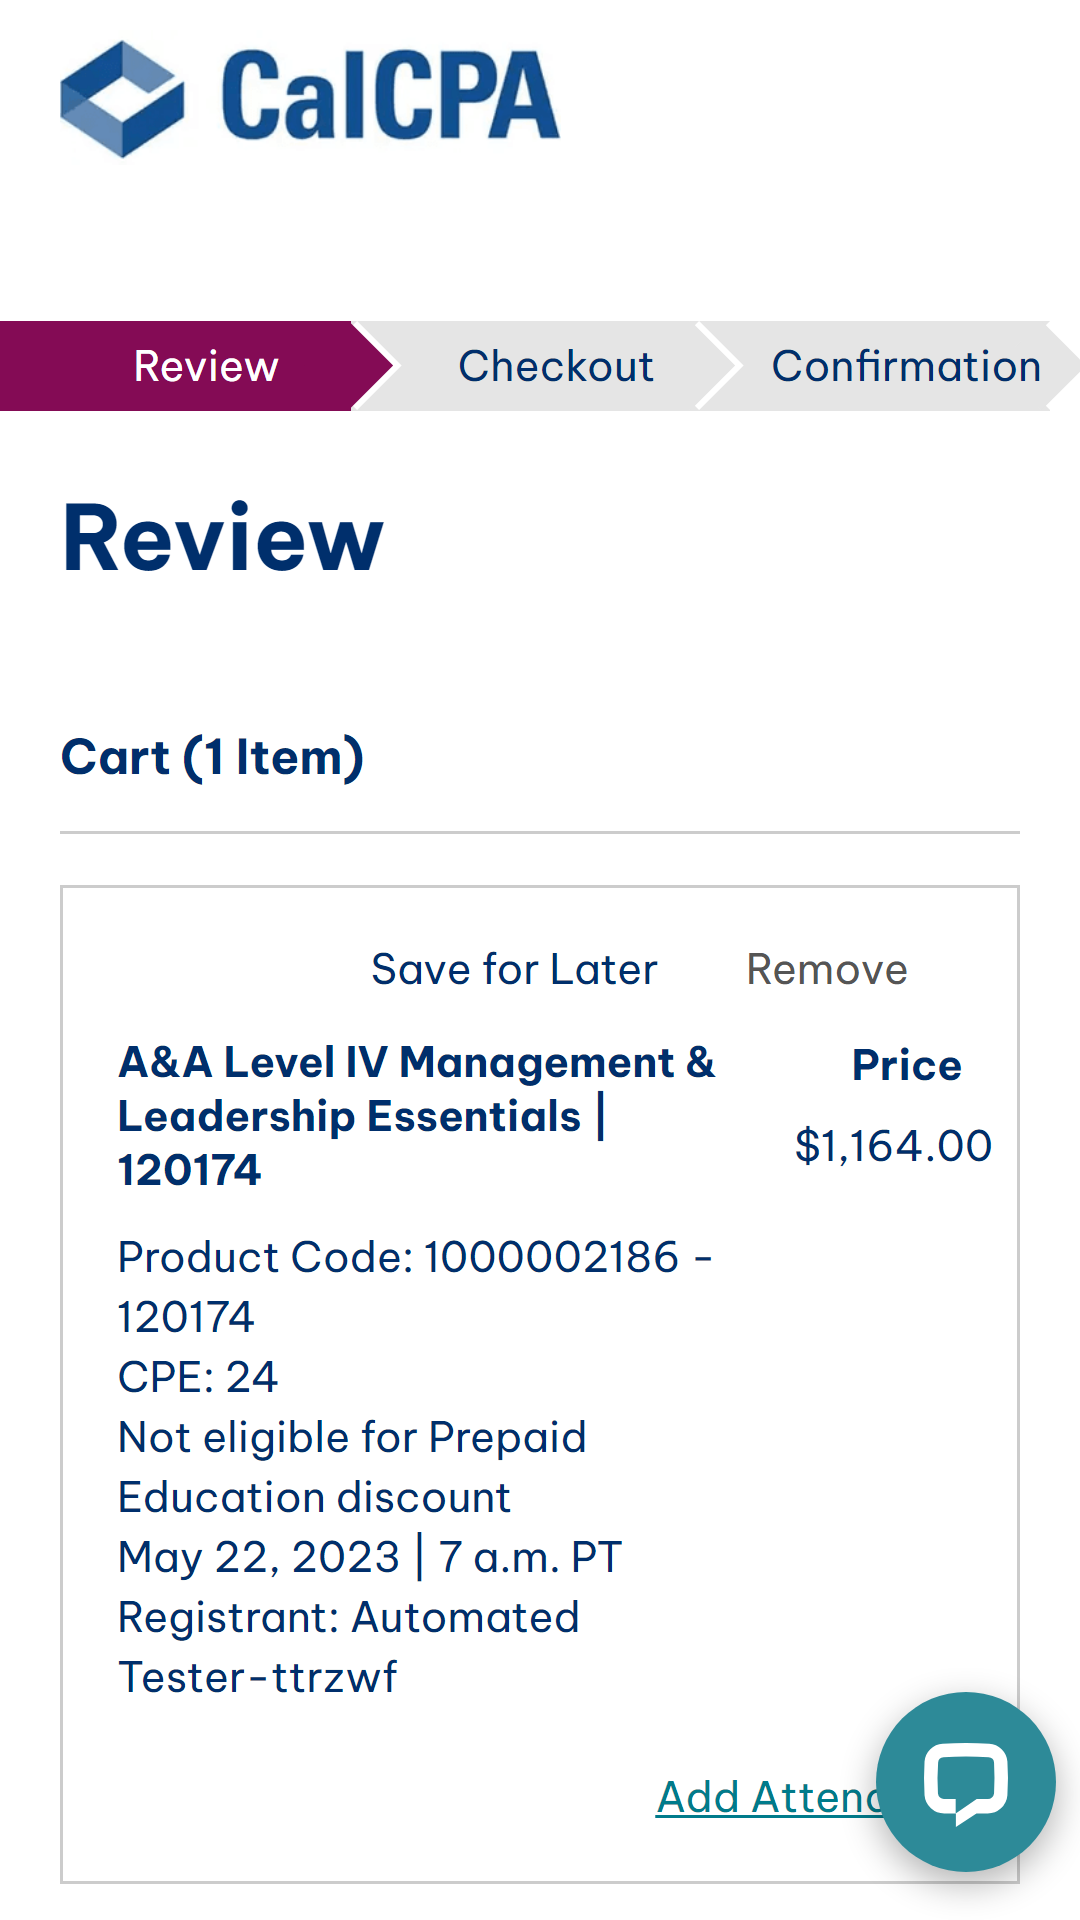 CalCPA
Review
Checkout
Confirmation
Review
Cart (1 Item)
Save for Later
Remove
A&A Level IV Management &
Leadership Essentials |
120174
Price
$1,164.00
Product Code: 1000002186 -
120174
CPE: 24
Not eligible for Prepaid
Education discount
May 22, 2023 | 7 a.m. PT
Registrant: Automated
Tester-ttrzwf
Add